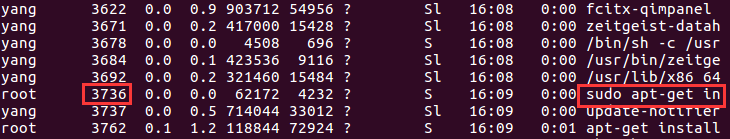 yang 3622 0.0 0.9 903712 54956 ? Sl 16:08 0:00 fcitx-qimpanel
yang 3671 0.0 0.2 417000 15428 ? Sl 16:08 0:00 zeitgeist-datah
yang 3678 0.0 0.0 4508 696 ? S 16:08 0:00 /bin/sh -c /usr
yang 3684 0.0 0.1 423536 9116 ? Sl 16:08 0:00 /usr/bin/zeitge
yang 3692 0.0 0.2 321460 15484 ? Sl 16:08 0:00 /usr/lib/x86_64
root 3736 0.0 0.0 62172 4232 ? S 16:09 0:00 sudo apt-get in
yang 3737 0.0 0.5 714044 33012 ? Sl 16:09 0:00 update-notifier
root 3762 0.1 1.2 118844 72924 ? S 16:09 0:01 apt-get install